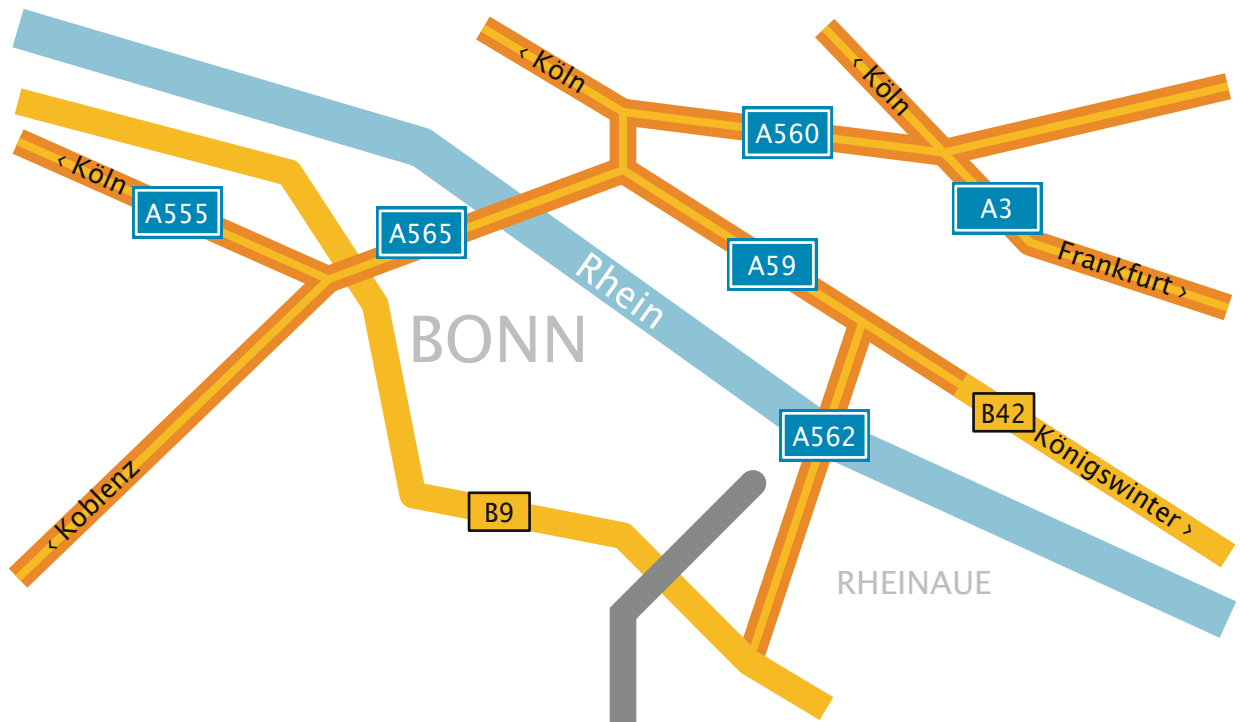 ‹ Köln
‹ Köln
A560
‹ Köln
A555
A565
A3
A59
Frankfurt ›
Rhein
BONN
B42
A562
Königswinter ›
‹ Koblenz
B9
RHEINAUE